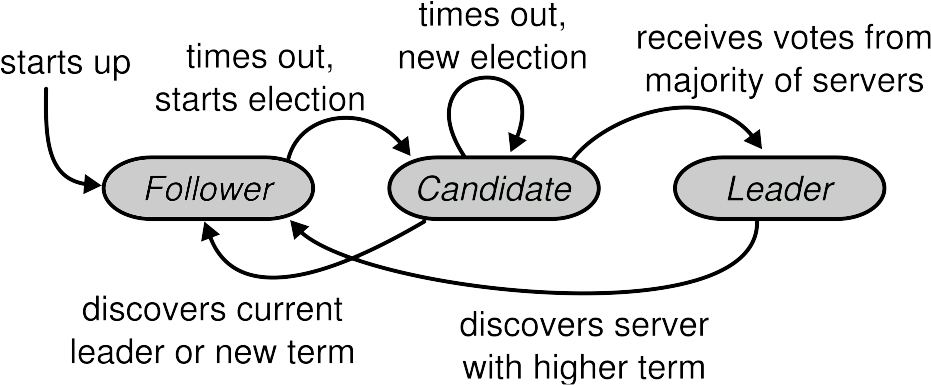 starts up
times out,
starts election
times out,
new election
receives votes from
majority of servers
Follower
Candidate
Leader
discovers current
leader or new term
discovers server
with higher term